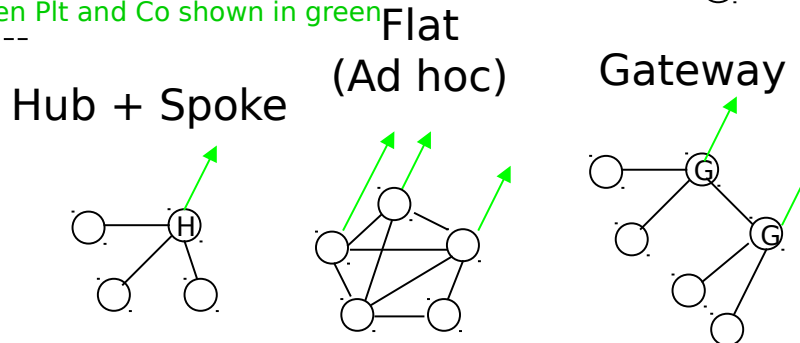 en Plt and Co shown in green
--
Flat
(Ad hoc)
Gateway
Hub + Spoke
H
G
G